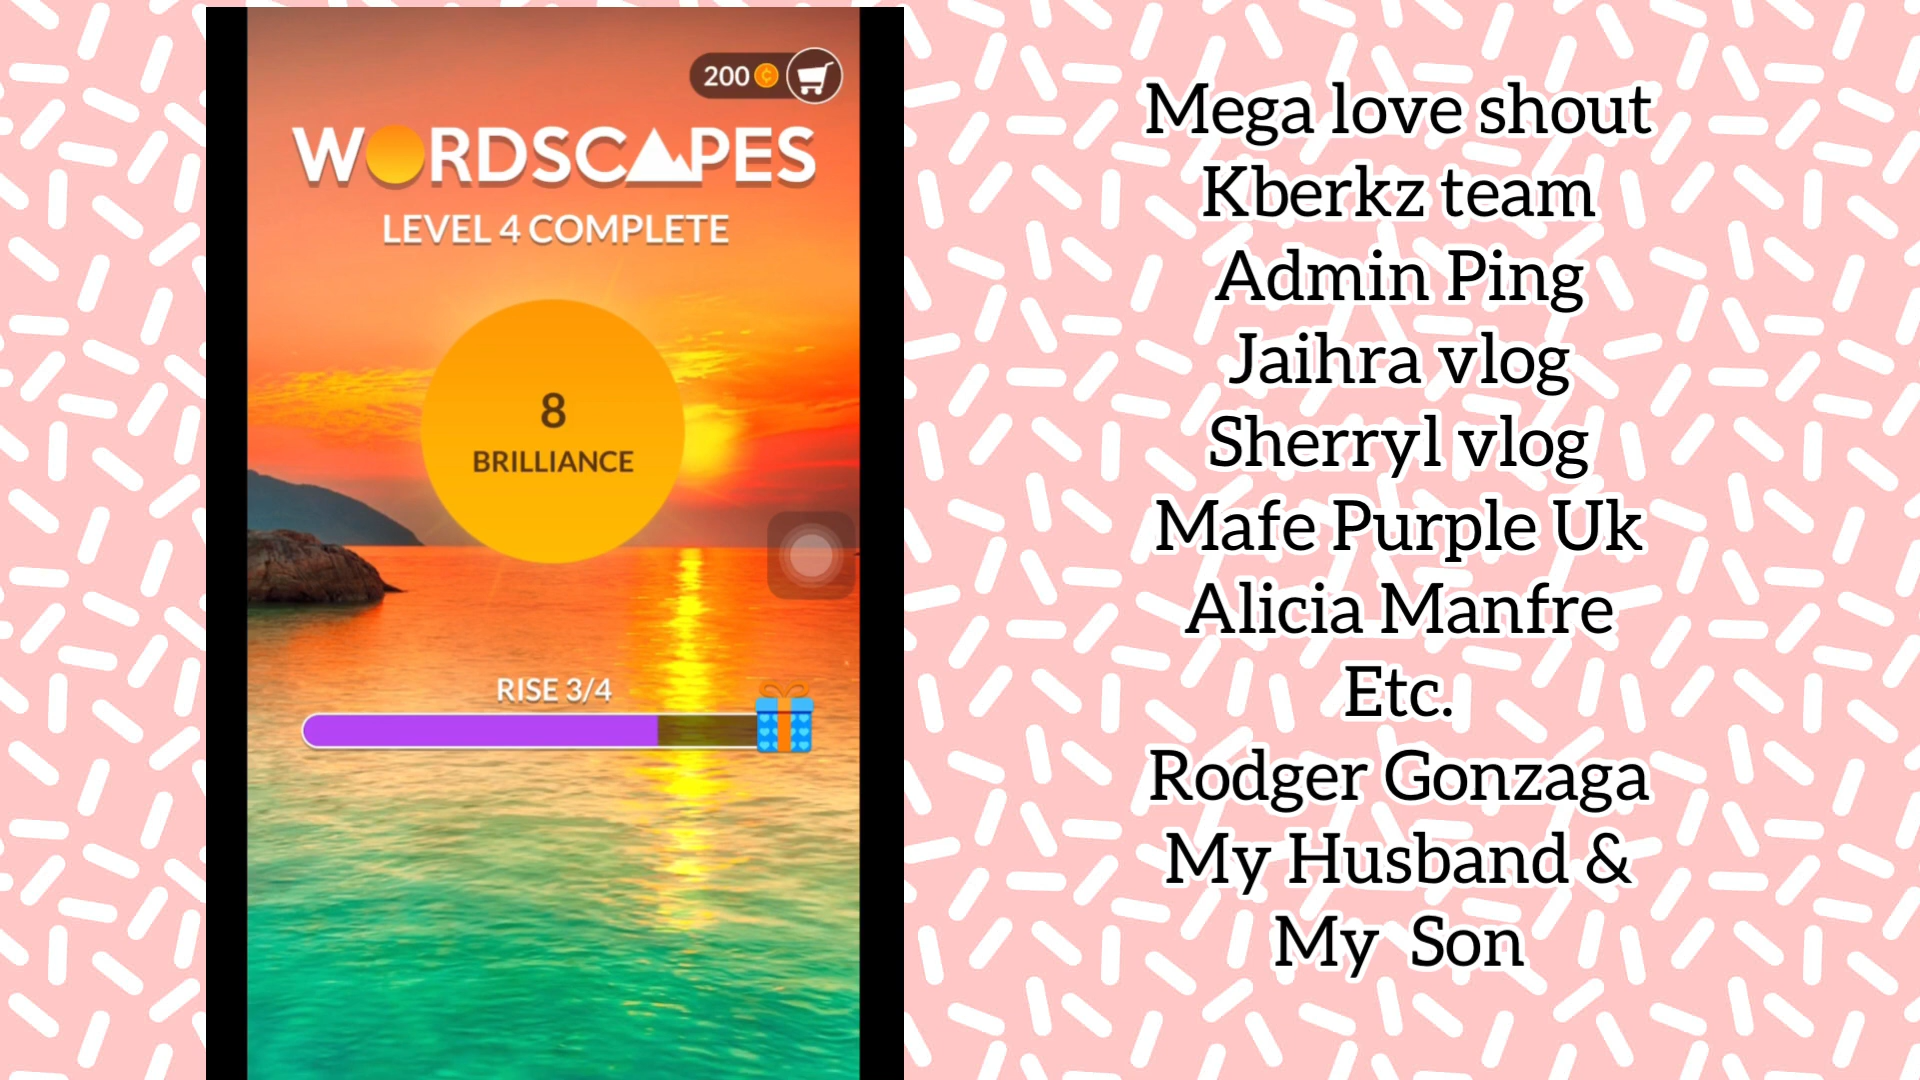 200
WORDSCAPES
LEVEL 4 COMPLETE
8
BRILLIANCE
RISE 3/4
Mega love shout
Kberkz team
Admin Ping
Jaihra vlog
Sherryl vlog
Mafe Purple Uk
Alicia Manfre
Etc.
Rodger Gonzaga
My Husband &
My Son